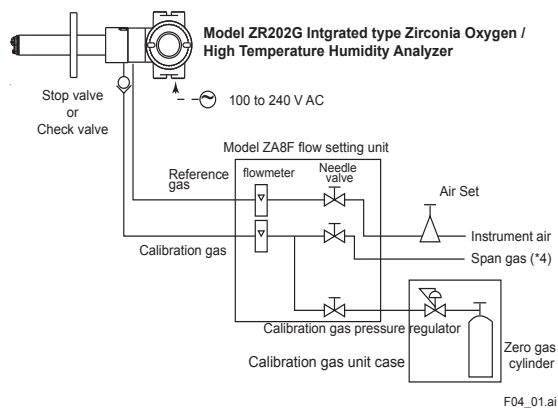 Model ZR202G Intgrated type Zirconia Oxygen /
High Temperature Humidity Analyzer
Stop valve
or
Check valve
100 to 240 V AC
Model ZA8F flow setting unit
Reference
gas
flowmeter
Needle
valve
Air Set
Calibration gas
Instrument air
Span gas (*4)
Calibration gas pressure regulator
Calibration gas unit case
Zero gas
cylinder
F04_01.ai